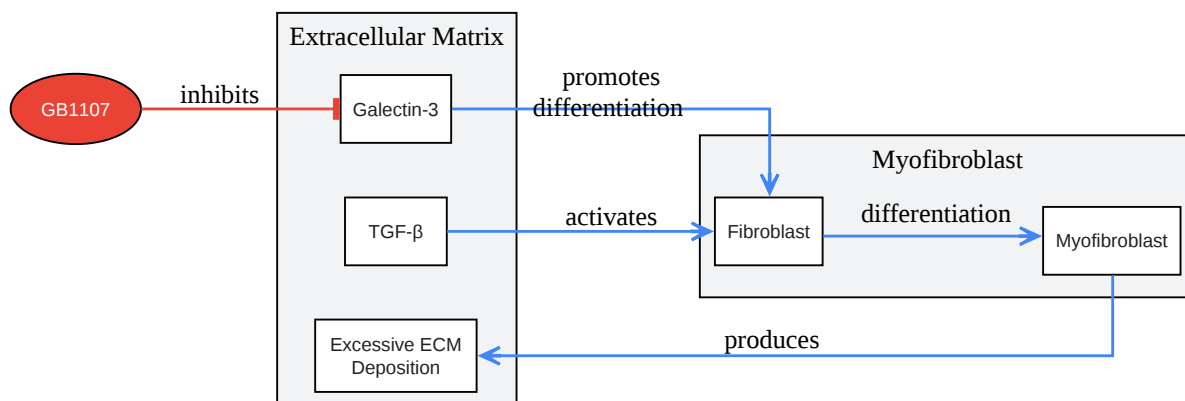 Extracellular Matrix
GB1107
inhibits
Galectin-3
promotes
differentiation
Myofibroblast
TGF-β
activates
Fibroblast
differentiation
Myofibroblast
Excessive ECM
Deposition
produces